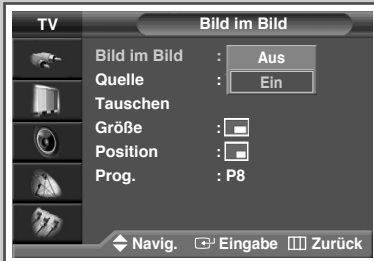 TV Bild im Bild
Bild im Bild : Aus
Quelle : Ein
Tauschen
Größe :
Position :
Prog. : P8
Navig. Eingabe Zurück